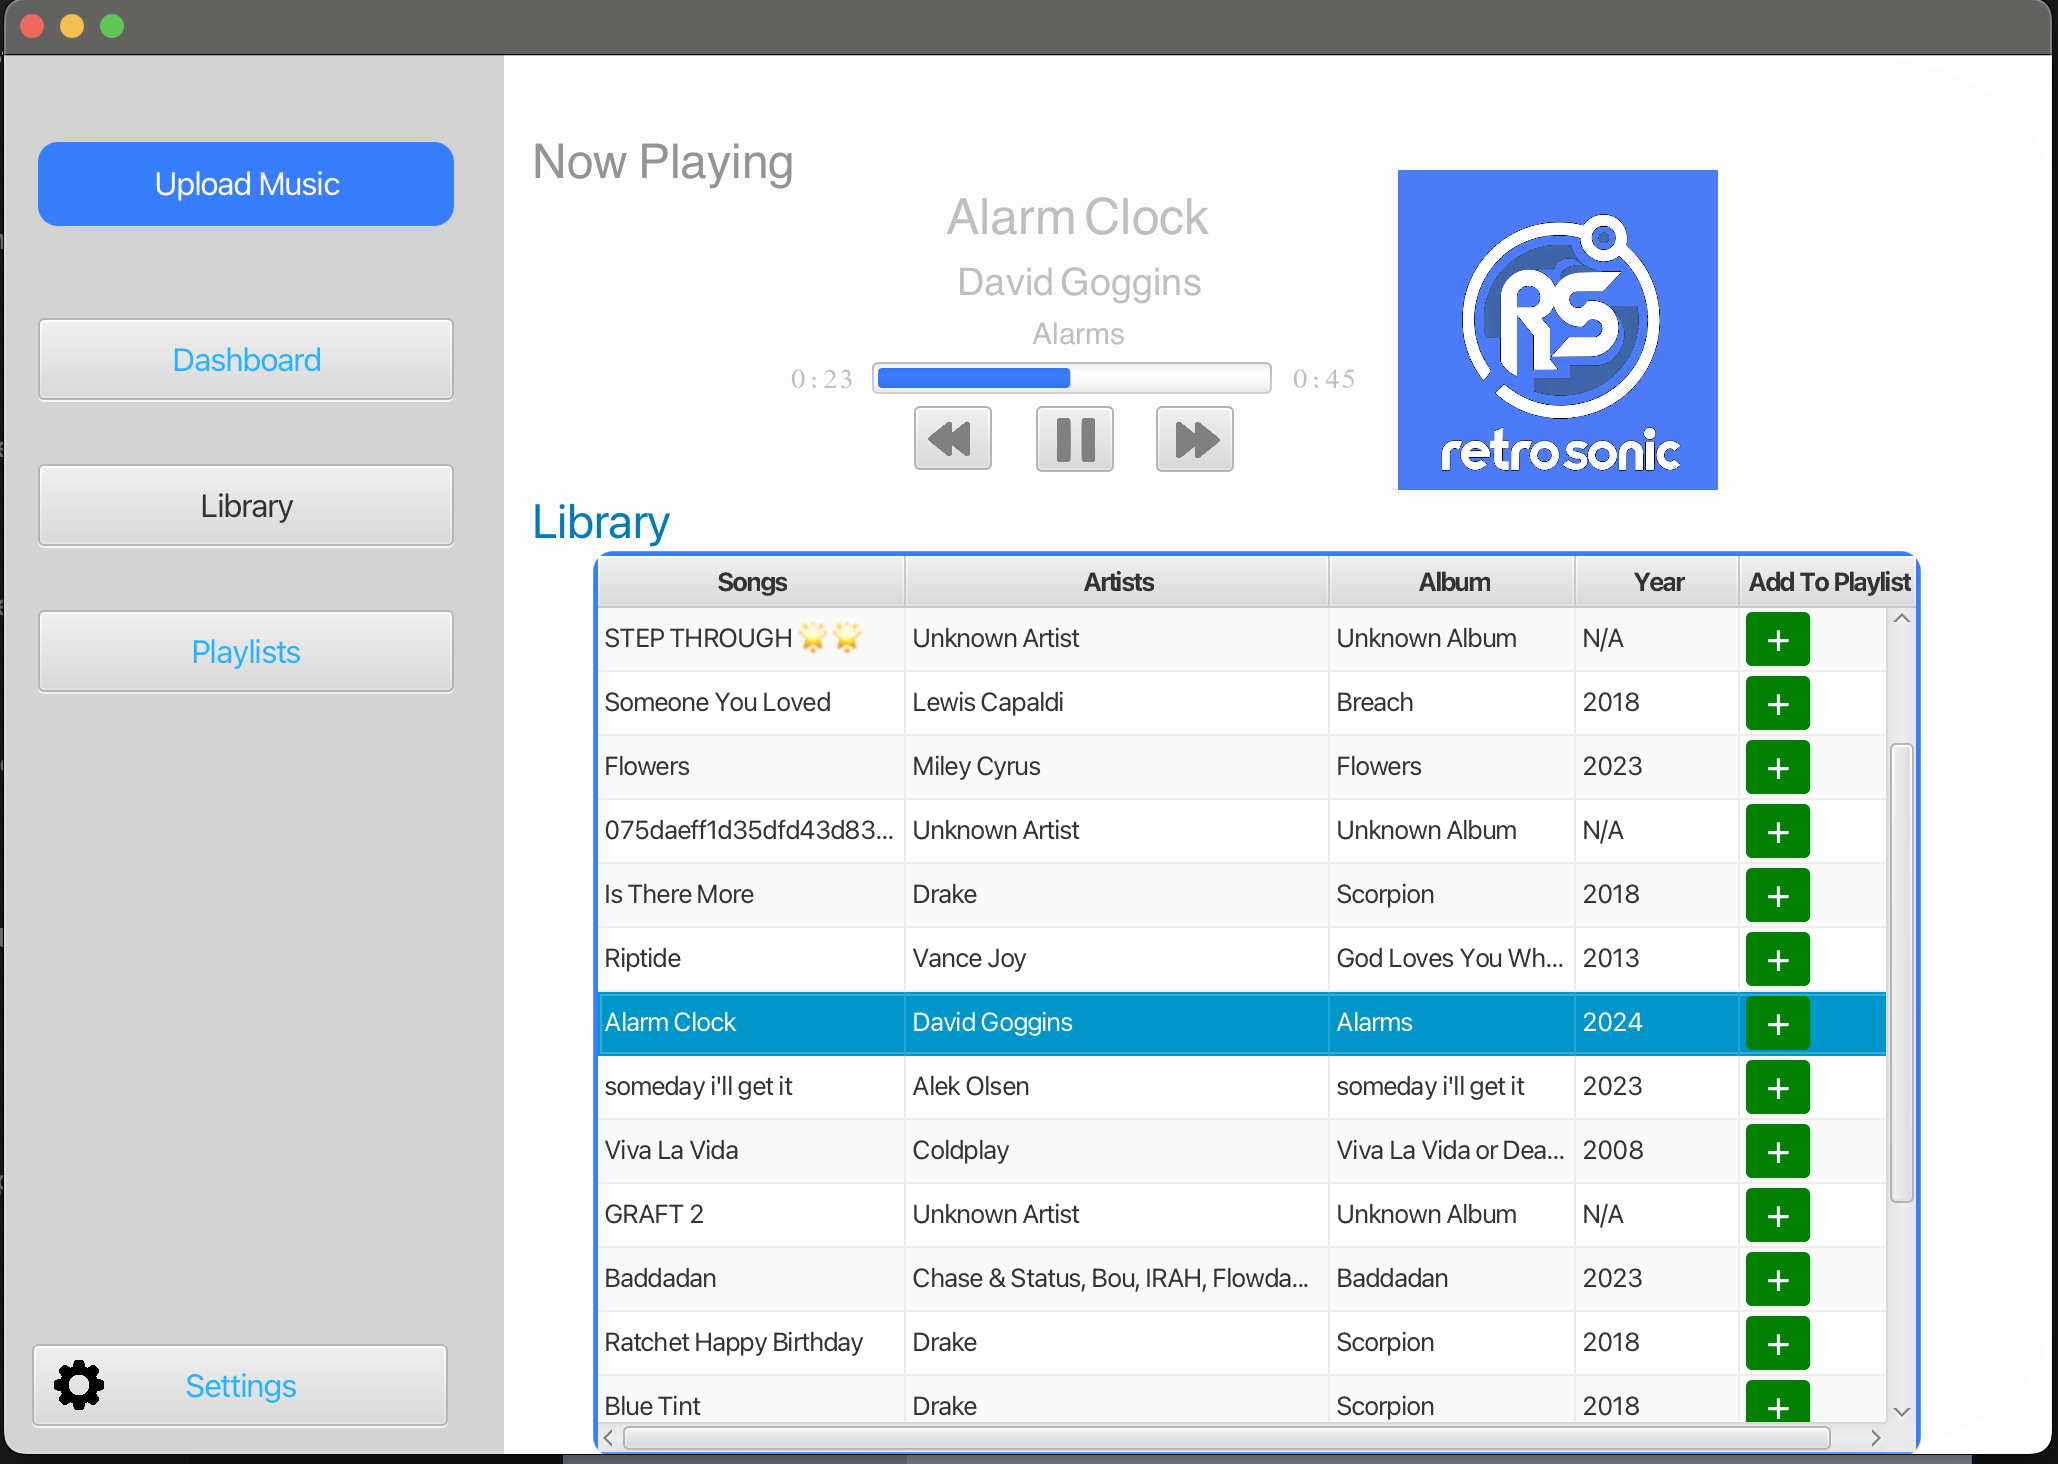 Upload Music
Dashboard
Library
Playlists
Settings
Now Playing
Alarm Clock
David Goggins
Alarms
0:23 0:45
RS
retrosonic
Library
Songs Artists Album Year Add To Playlist
STEP THROUGH 🌟🌟 Unknown Artist Unknown Album N/A +
Someone You Loved Lewis Capaldi Breach 2018 +
Flowers Miley Cyrus Flowers 2023 +
075daeff1d35dfd43d83... Unknown Artist Unknown Album N/A +
Is There More Drake Scorpion 2018 +
Riptide Vance Joy God Loves You Wh... 2013 +
Alarm Clock David Goggins Alarms 2024 +
someday i'll get it Alek Olsen someday i'll get it 2023 +
Viva La Vida Coldplay Viva La Vida or Dea... 2008 +
GRAFT 2 Unknown Artist Unknown Album N/A +
Baddadan Chase & Status, Bou, IRAH, Flowda... Baddadan 2023 +
Ratchet Happy Birthday Drake Scorpion 2018 +
Blue Tint Drake Scorpion 2018 +